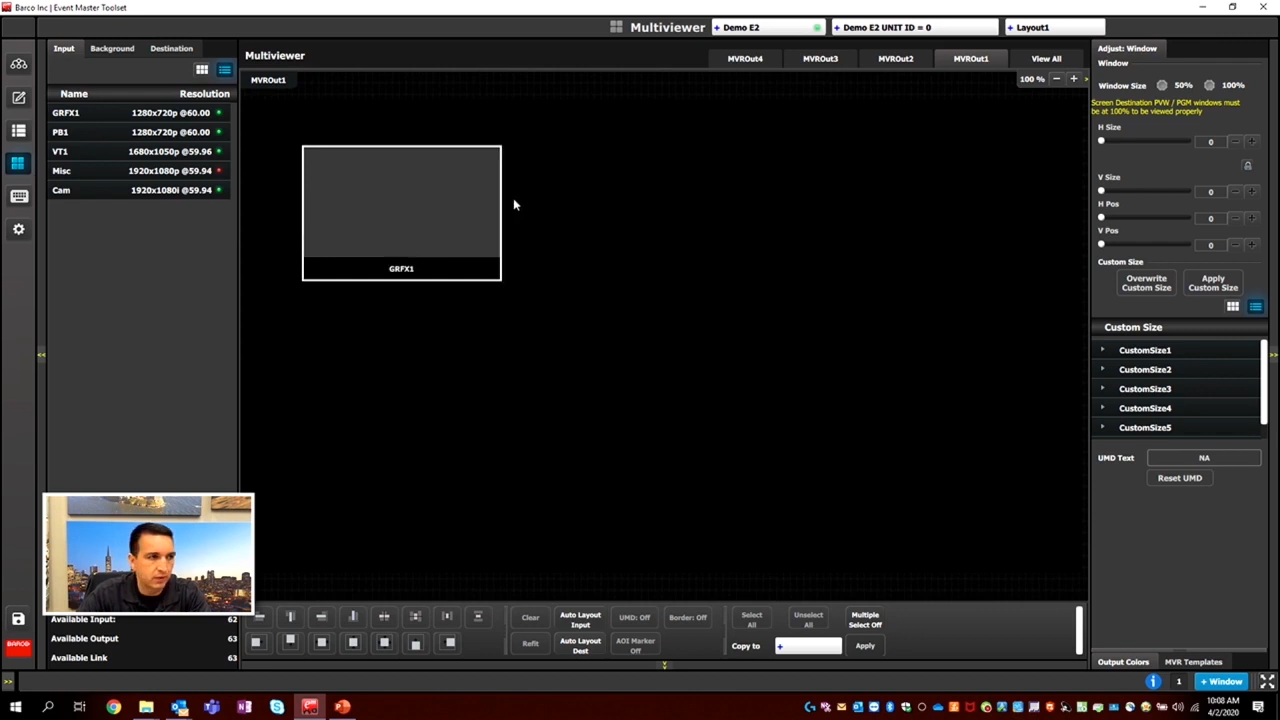 Barco Inc | Event Master Toolset
Multiviewer
+ Demo E2
+ Demo E2 UNIT ID = 0
+ Layout1
Input
Background
Destination
Name
Resolution
GRFX1 1280x720p @60.00
PB1 1280x720p @60.00
VT1 1680x1050p @59.96
Misc 1920x1080p @59.94
Cam 1920x1080i @59.94
Available Input: 62
Available Output 63
Available Link 63
<<
Multiviewer
MVROut4
MVROut3
MVROut2
MVROut1
View All
MVROut1
100 % − + >
GRFX1
Clear
Auto Layout Input
UMD: Off
Border: Off
Refit
Auto Layout Dest
AOI Marker Off
Select All
Unselect All
Multiple Select Off
Copy to
+
Apply
Adjust: Window
Window
Window Size 50% 100%
Screen Destination PVW / PGM windows must
be at 100% to be viewed properly
H Size
0 − +
V Size
0 − +
H Pos
0 − +
V Pos
0 − +
Custom Size
Overwrite Custom Size
Apply Custom Size
Custom Size
CustomSize1
CustomSize2
CustomSize3
CustomSize4
CustomSize5
UMD Text NA
Reset UMD
>>
Output Colors
MVR Templates
BARCO
>>
1
+ Window
10:08 AM
4/2/2020